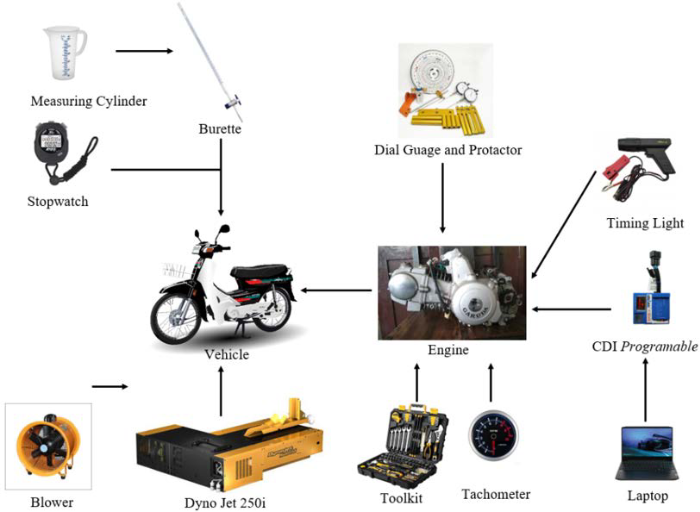 Measuring Cylinder
Burette
Stopwatch
Dial Guage and Protactor
Timing Light
Vehicle
Engine
CDI Programable
Blower
Dyno Jet 250i
Toolkit
Tachometer
Laptop
GARUDA